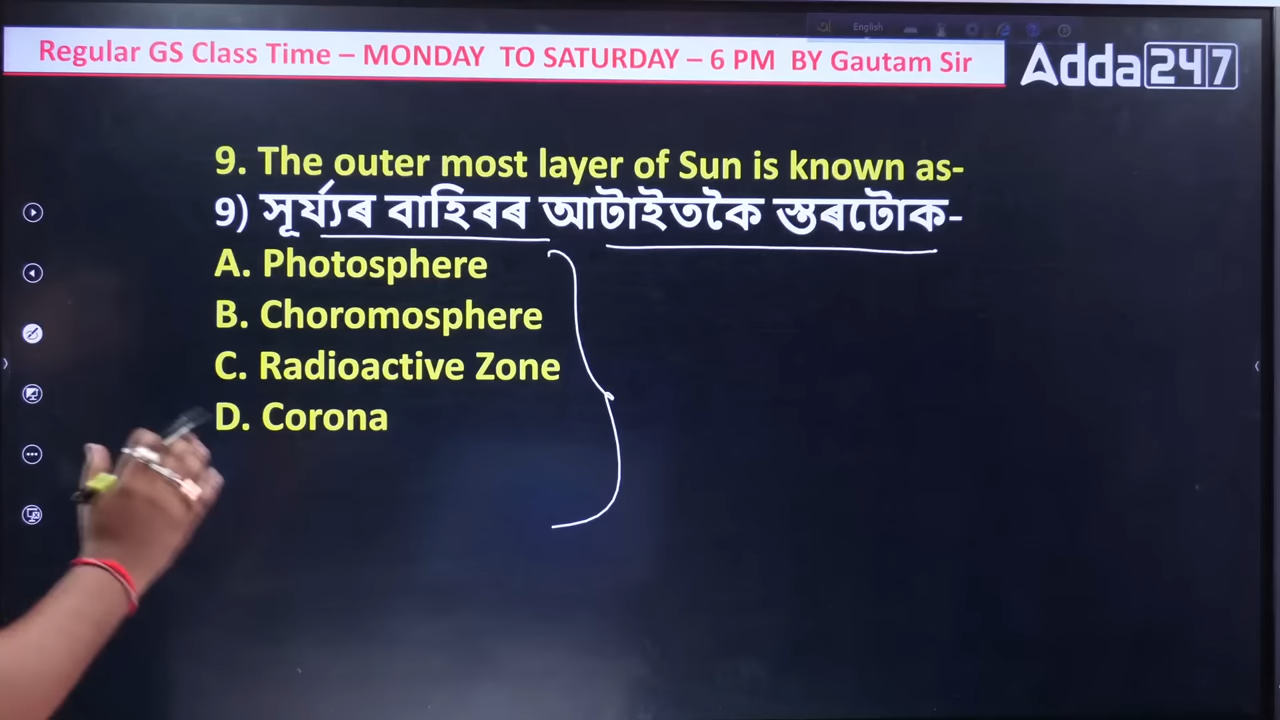 English
Regular GS Class Time – MONDAY TO SATURDAY – 6 PM BY Gautam Sir
Adda247
9. The outer most layer of Sun is known as-
9) সূৰ্য্যৰ বাহিৰৰ আটাইতকৈ স্তৰটোক-
A. Photosphere
B. Choromosphere
C. Radioactive Zone
D. Corona